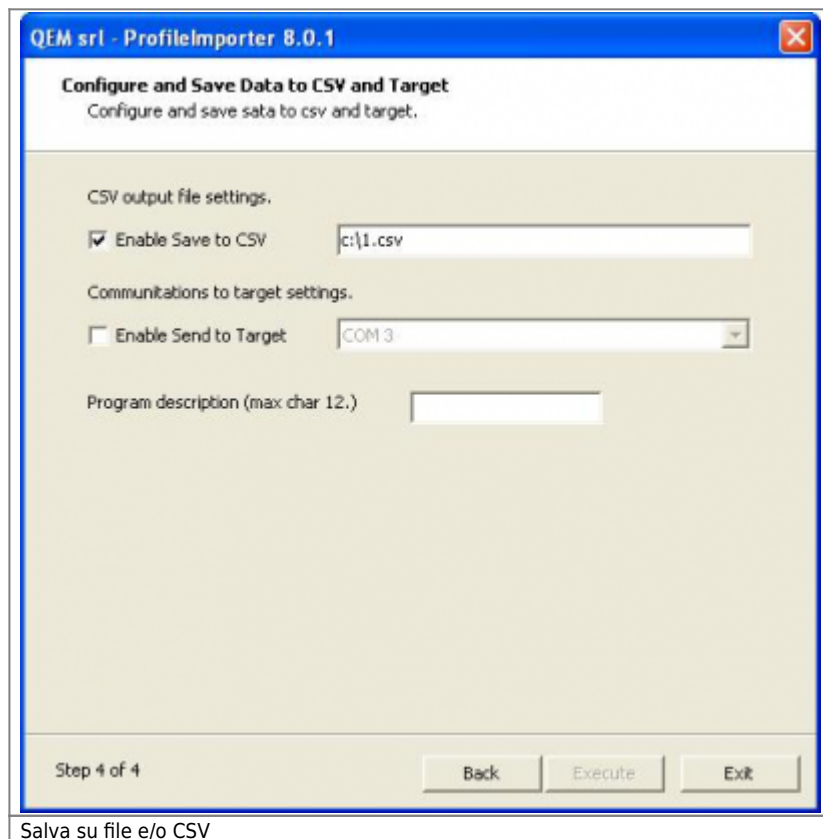 QEM srl - ProfileImporter 8.0.1
Configure and Save Data to CSV and Target
Configure and save sata to csv and target.
CSV output file settings.
Enable Save to CSV c:\1.csv
Communitations to target settings.
Enable Send to Target COM 3
Program description (max char 12.)
Step 4 of 4 Back Execute Exit
Salva su file e/o CSV